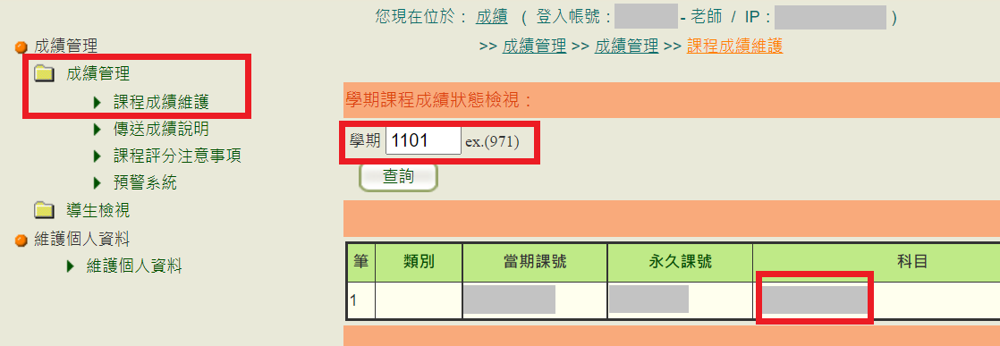 您現在位於： 成績 ( 登入帳號： - 老師 / IP： )
>> 成績管理 >> 成績管理 >> 課程成績維護
成績管理
成績管理
課程成績維護
傳送成績說明
課程評分注意事項
預警系統
導生檢視
維護個人資料
維護個人資料
學期課程成績狀態檢視：
學期 1101 ex.(971)
查詢
筆 類別 當期課號 永久課號 科目
1